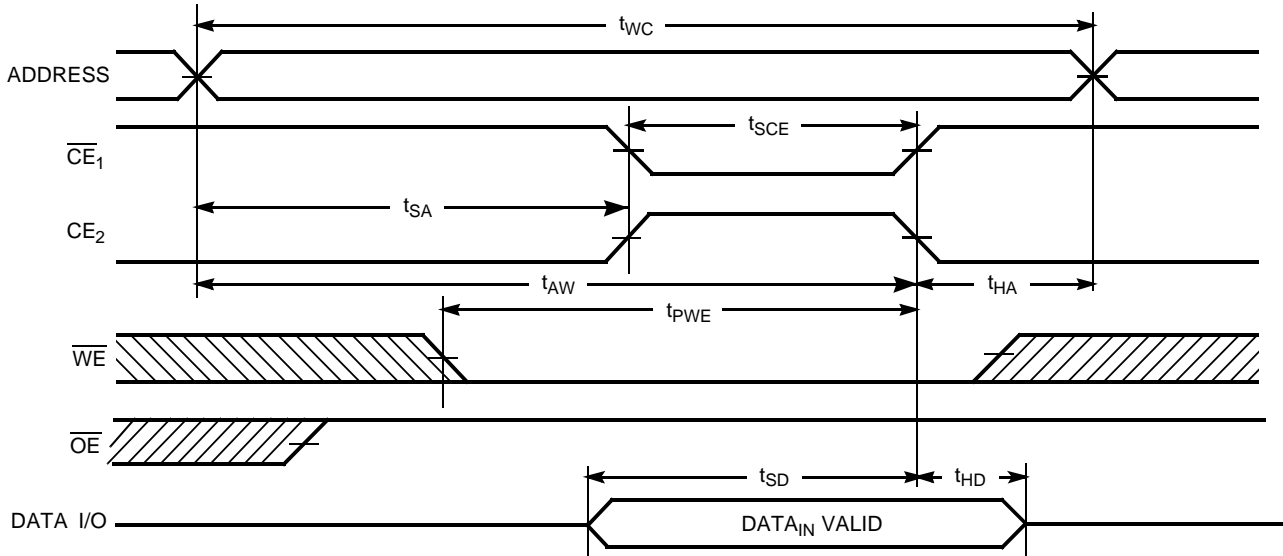 tWC
ADDRESS
tSCE
CE1
tSA
CE2
tAW
tHA
tPWE
WE
OE
tSD
tHD
DATA I/O
DATAIN VALID